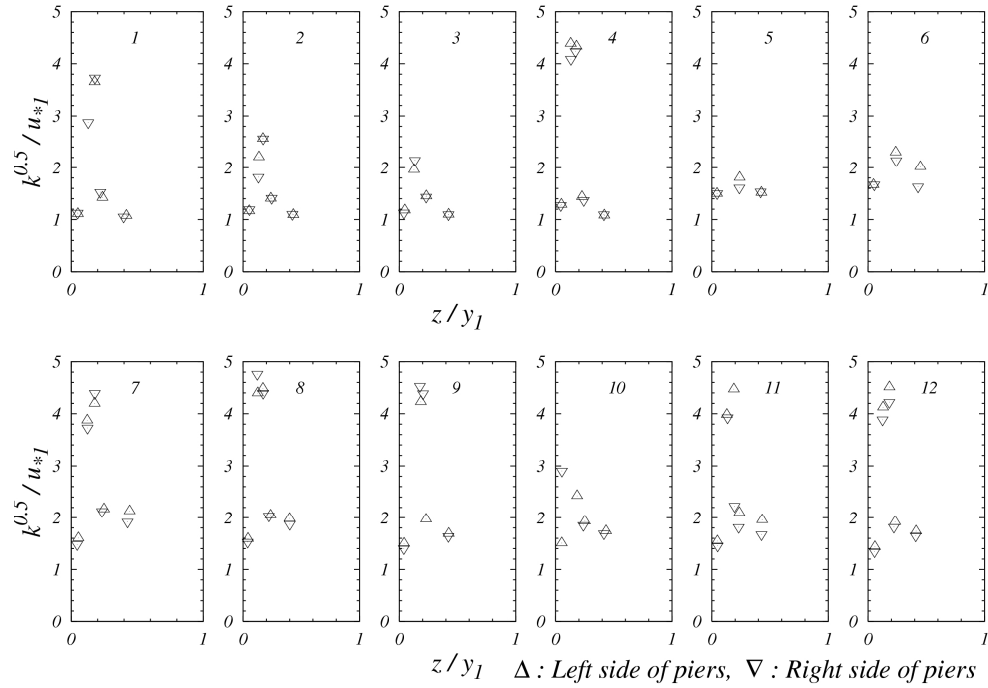 5 5 5 5 5 5
1 2 3 4 5 6
4 4 4 4 4 4
3 3 3 3 3 3
k^0.5 / u*1
2 2 2 2 2 2
1 1 1 1 1 1
0 0 0 0 0 0
0 1 0 1 0 1 0 1 0 1 0 1
z / y1
5 5 5 5 5 5
7 8 9 10 11 12
4 4 4 4 4 4
3 3 3 3 3 3
k^0.5 / u*1
2 2 2 2 2 2
1 1 1 1 1 1
0 0 0 0 0 0
0 1 0 1 0 1 0 1 0 1 0 1
z / y1
Δ : Left side of piers, ∇ : Right side of piers